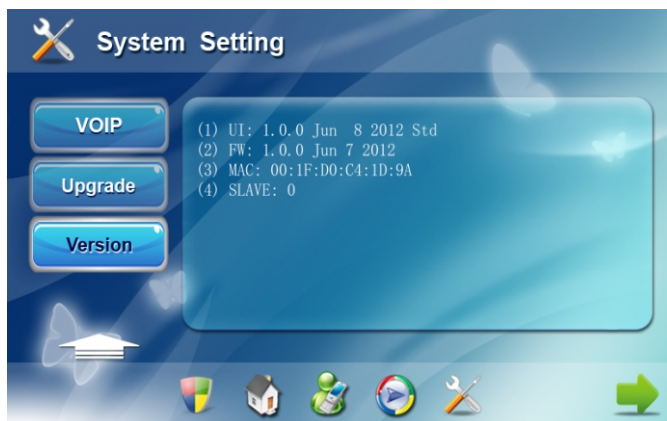 System Setting
VOIP
Upgrade
Version
(1) UI: 1.0.0 Jun  8 2012 Std
(2) FW: 1.0.0 Jun 7 2012
(3) MAC: 00:1F:D0:C4:1D:9A
(4) SLAVE: 0